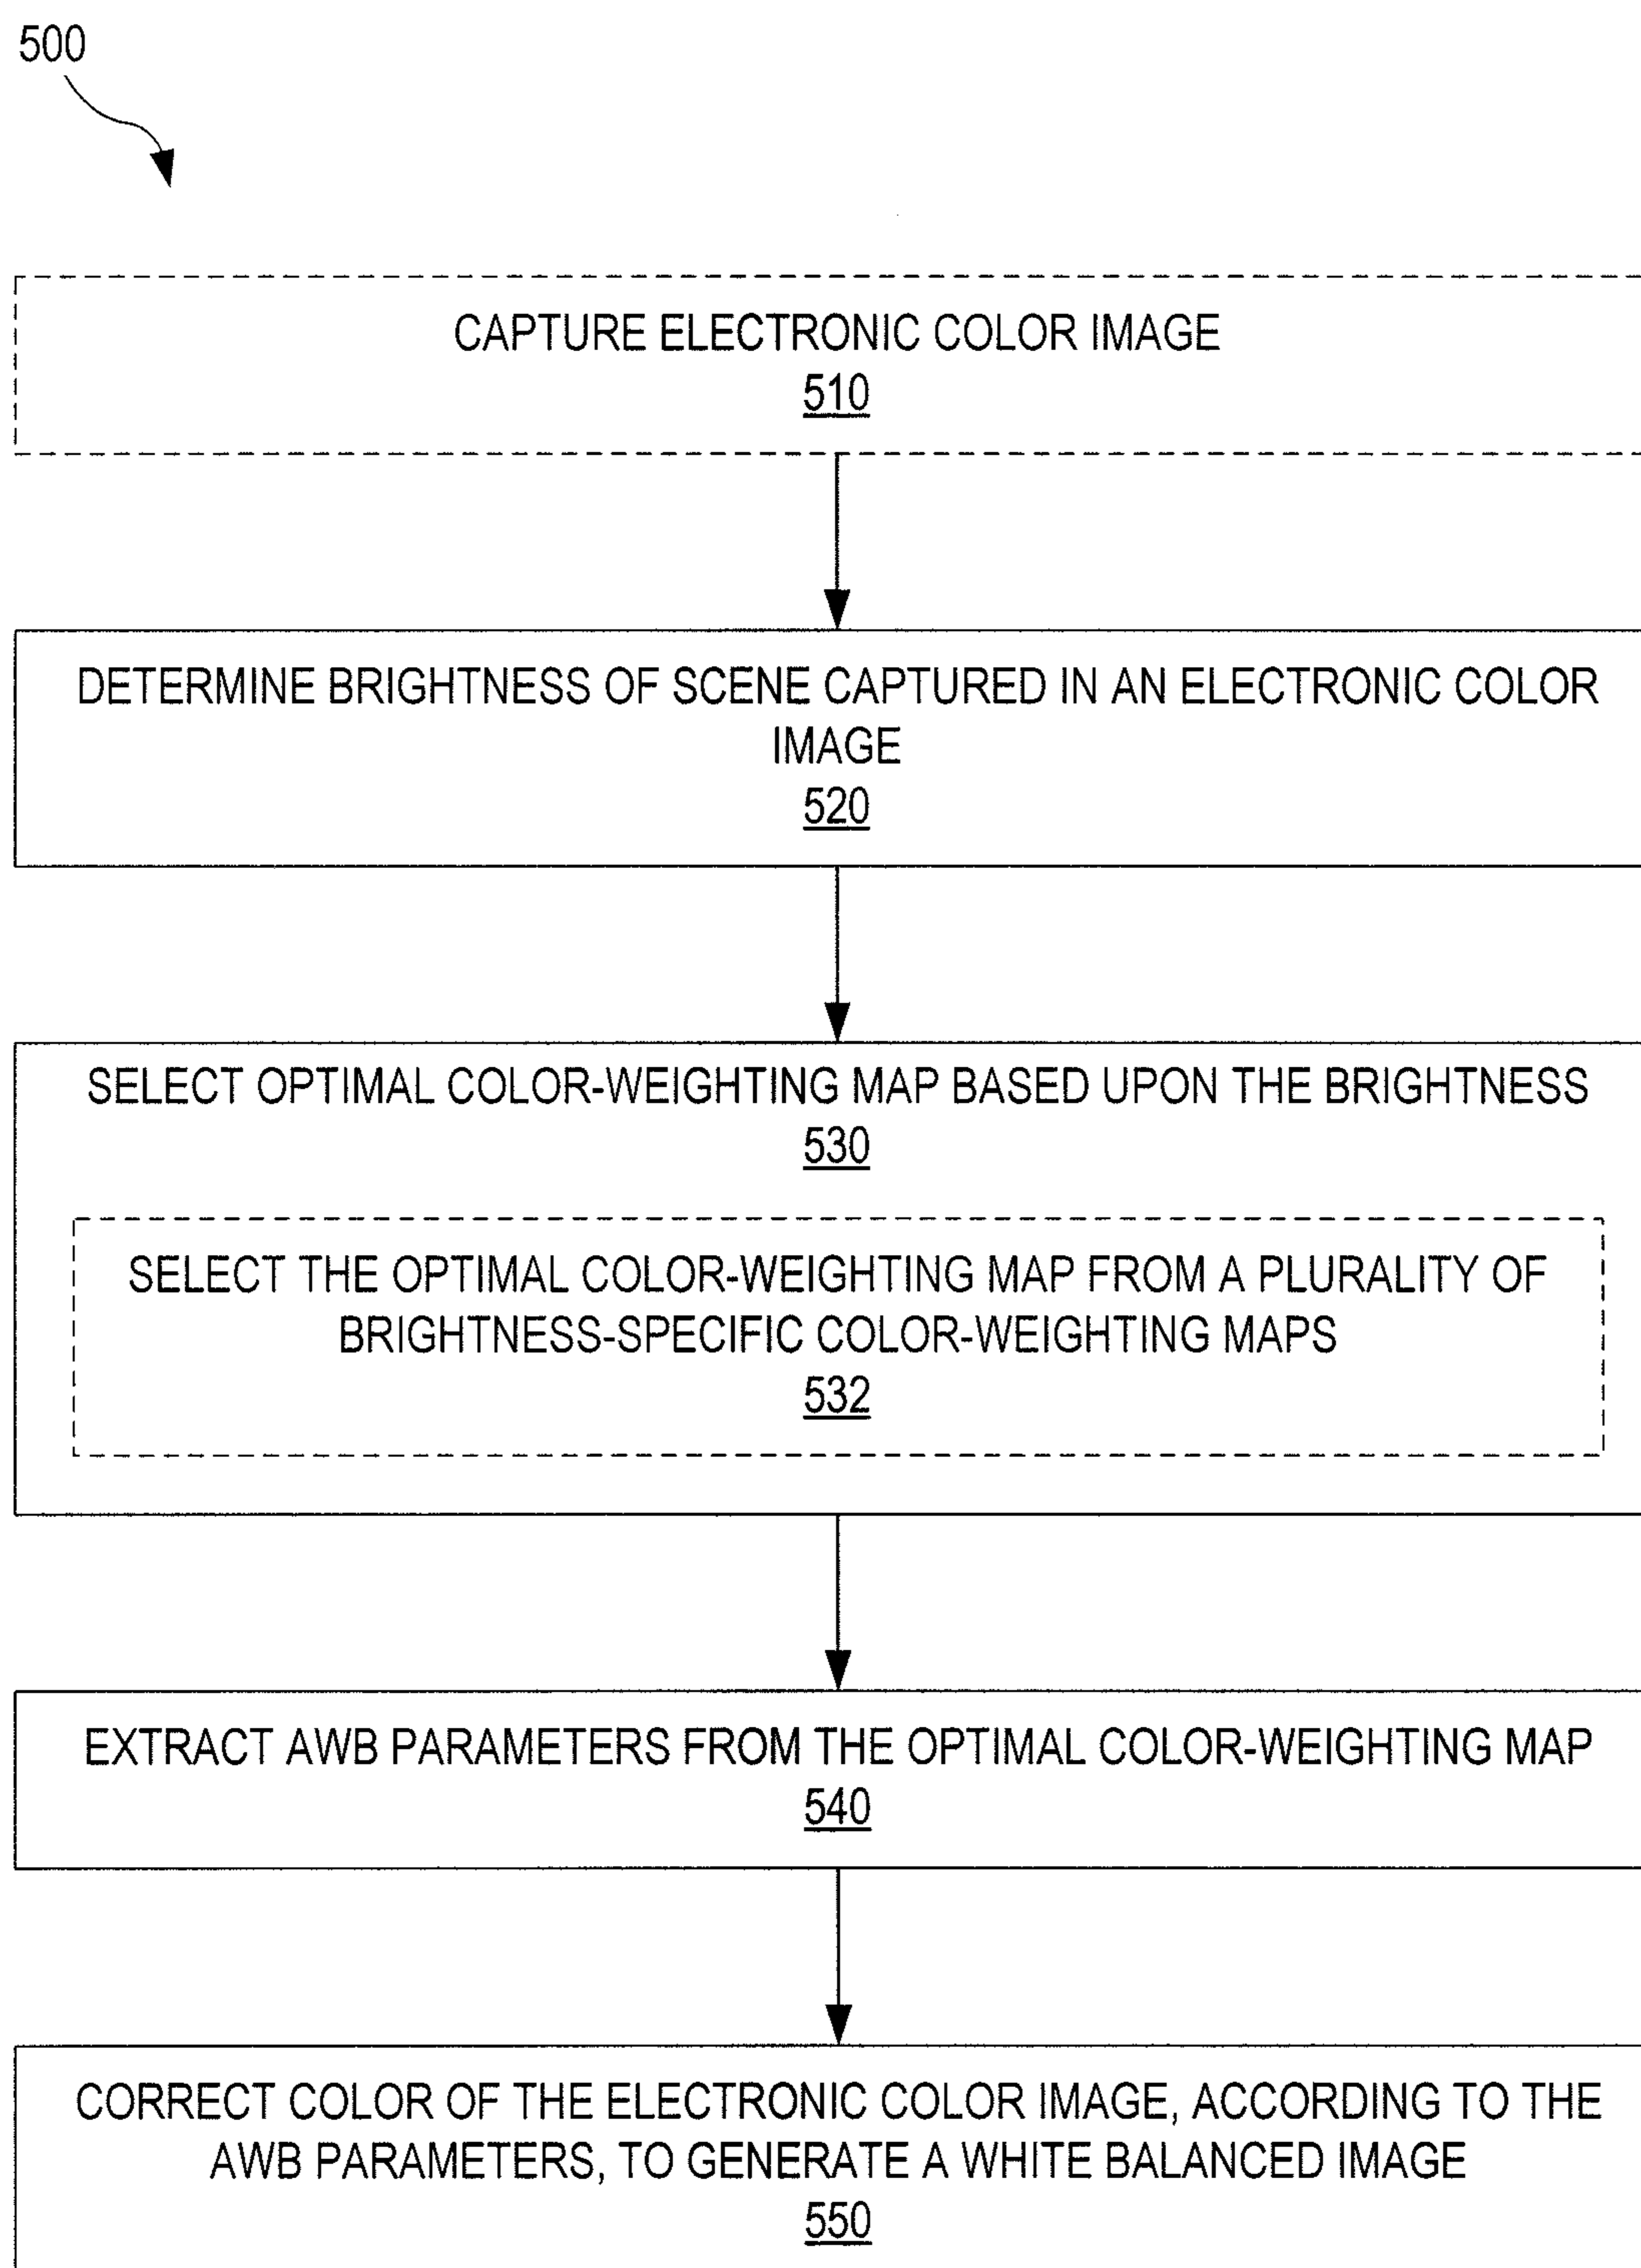 500
CAPTURE ELECTRONIC COLOR IMAGE
510
DETERMINE BRIGHTNESS OF SCENE CAPTURED IN AN ELECTRONIC COLOR
IMAGE
520
SELECT OPTIMAL COLOR-WEIGHTING MAP BASED UPON THE BRIGHTNESS
530
SELECT THE OPTIMAL COLOR-WEIGHTING MAP FROM A PLURALITY OF
BRIGHTNESS-SPECIFIC COLOR-WEIGHTING MAPS
532
EXTRACT AWB PARAMETERS FROM THE OPTIMAL COLOR-WEIGHTING MAP
540
CORRECT COLOR OF THE ELECTRONIC COLOR IMAGE, ACCORDING TO THE
AWB PARAMETERS, TO GENERATE A WHITE BALANCED IMAGE
550